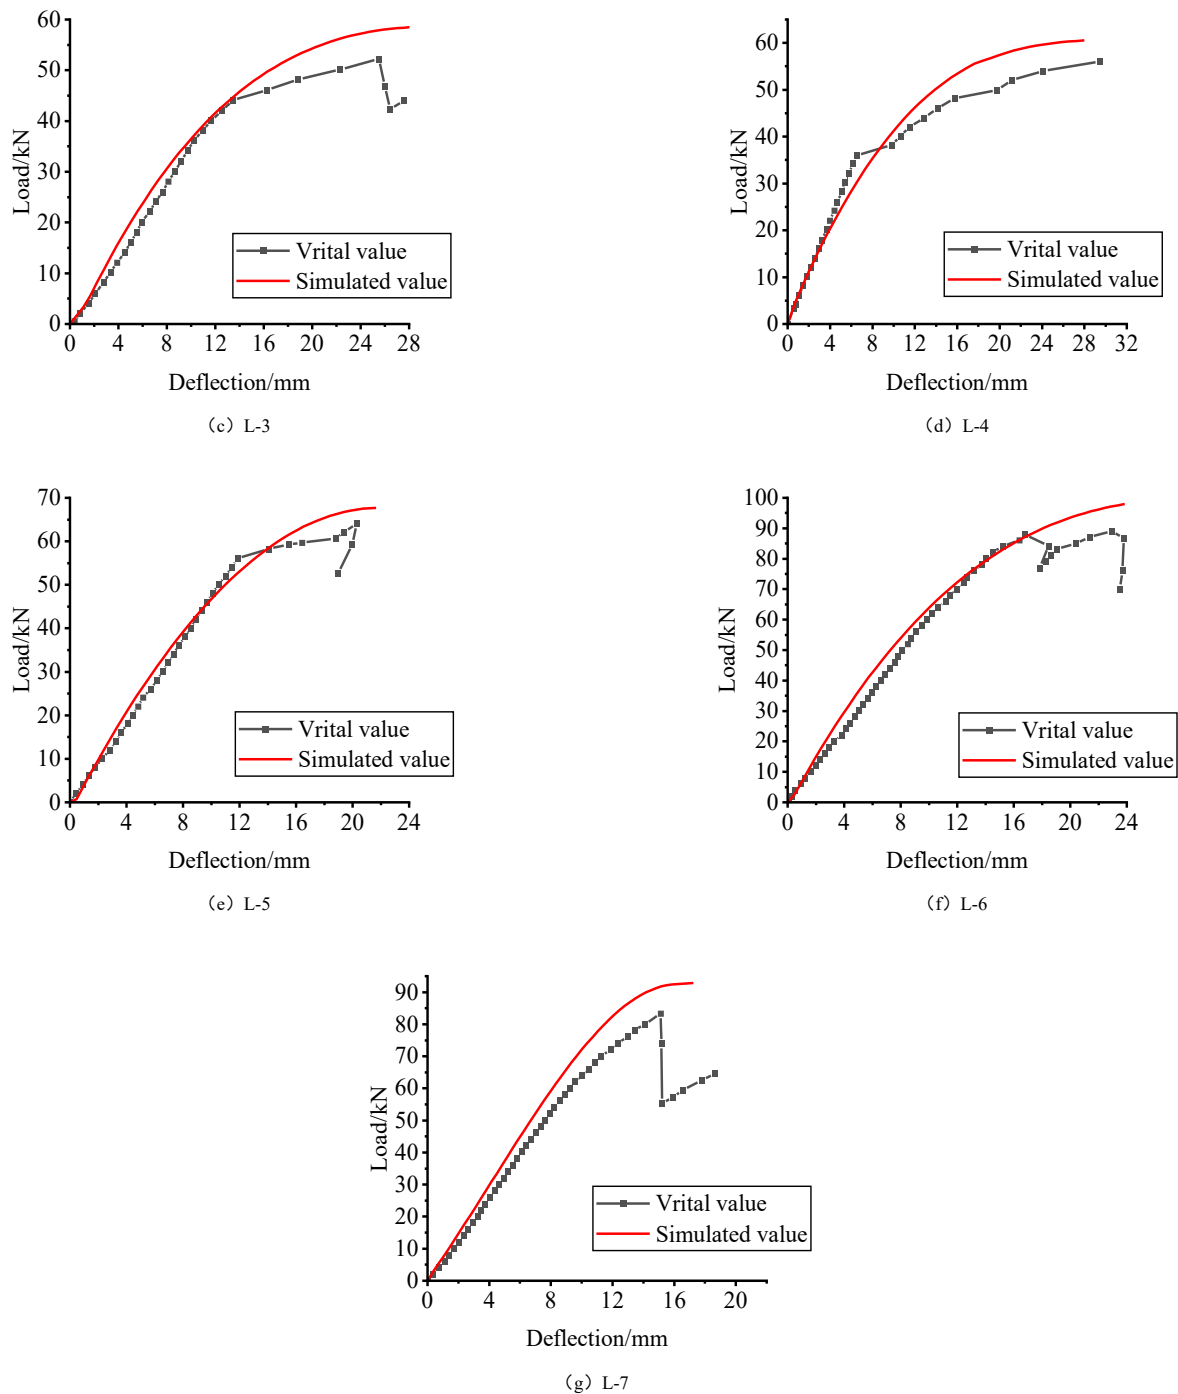 60
50
40
30
20
10
0
Load/kN
Vrital value
Simulated value
0 4 8 12 16 20 24 28
Deflection/mm
（c）L-3
60
50
40
30
20
10
0
Load/kN
Vrital value
Simulated value
0 4 8 12 16 20 24 28 32
Deflection/mm
（d）L-4
70
60
50
40
30
20
10
0
Load/kN
Vrital value
Simulated value
0 4 8 12 16 20 24
Deflection/mm
（e）L-5
100
90
80
70
60
50
40
30
20
10
0
Load/kN
Vrital value
Simulated value
0 4 8 12 16 20 24
Deflection/mm
（f）L-6
90
80
70
60
50
40
30
20
10
0
Load/kN
Vrital value
Simulated value
0 4 8 12 16 20
Deflection/mm
（g）L-7